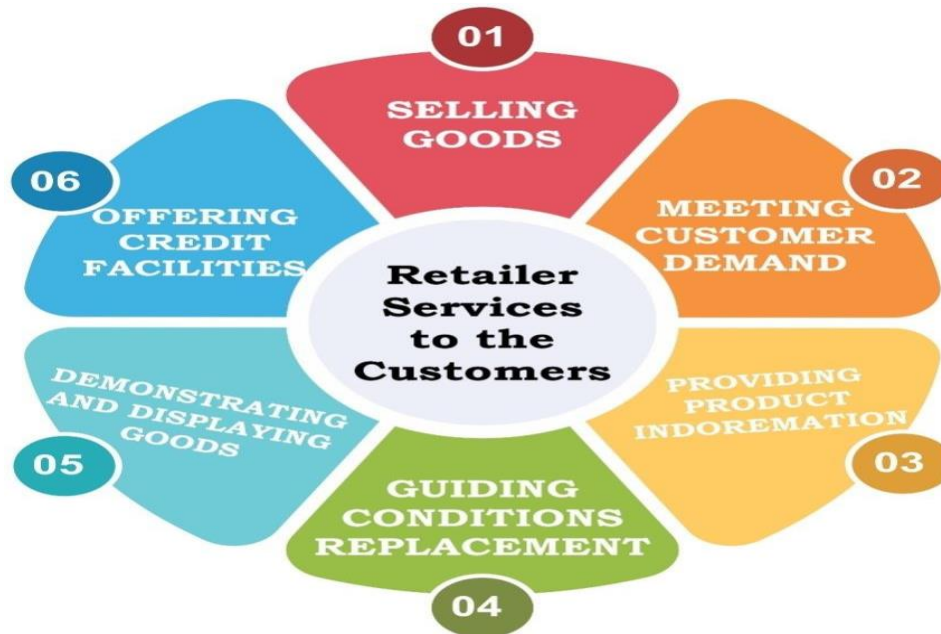 01
SELLING
GOODS
02
MEETING
CUSTOMER
DEMAND
03
PROVIDING
PRODUCT
INDOREMATION
04
GUIDING
CONDITIONS
REPLACEMENT
05
DEMONSTRATING
AND DISPLAYING
GOODS
06
OFFERING
CREDIT
FACILITIES
Retailer
Services
to the
Customers